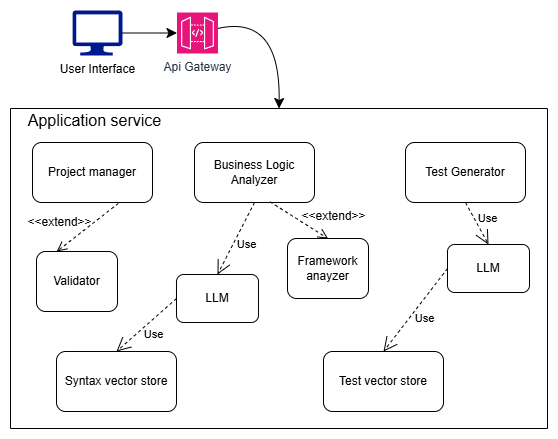 User Interface
Api Gateway
Application service
Project manager
Business Logic
Analyzer
Test Generator
<<extend>>
<<extend>>
Use
Use
Validator
LLM
Framework
anayzer
LLM
Use
Use
Syntax vector store
Test vector store